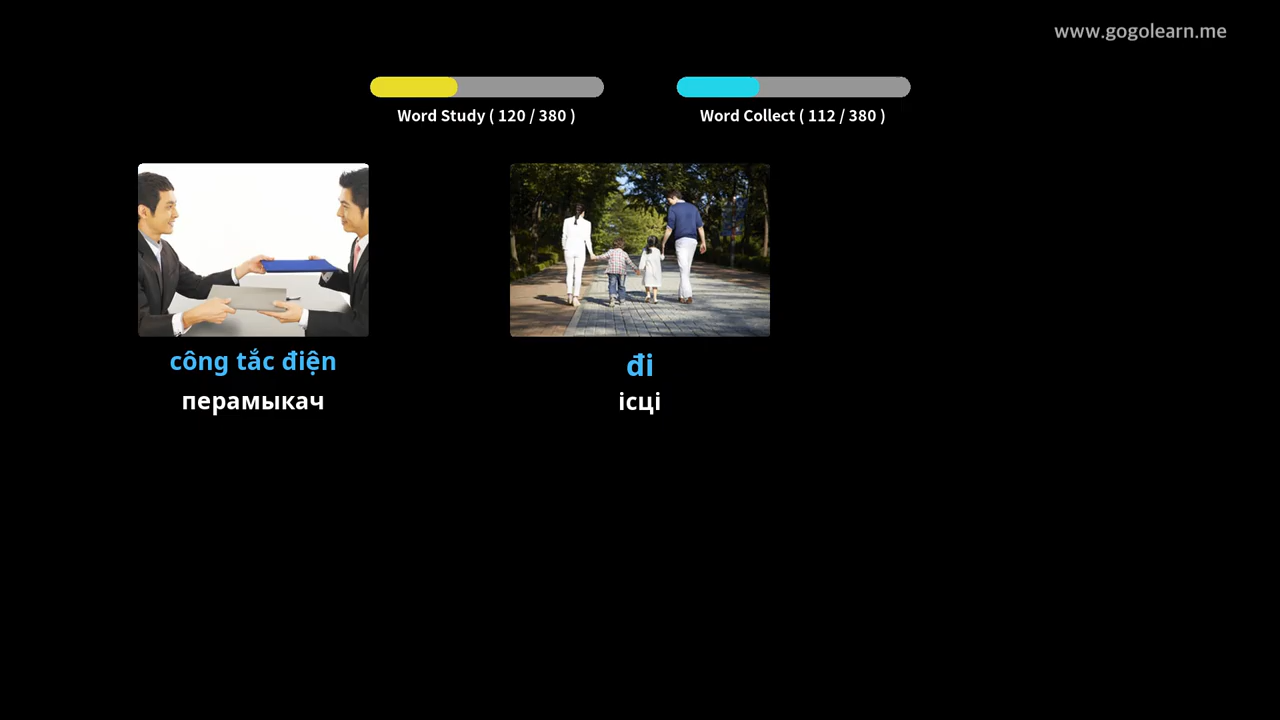 www.gogolearn.me
Word Study ( 120 / 380 )
Word Collect ( 112 / 380 )
công tắc điện
перамыкач
đi
ісці